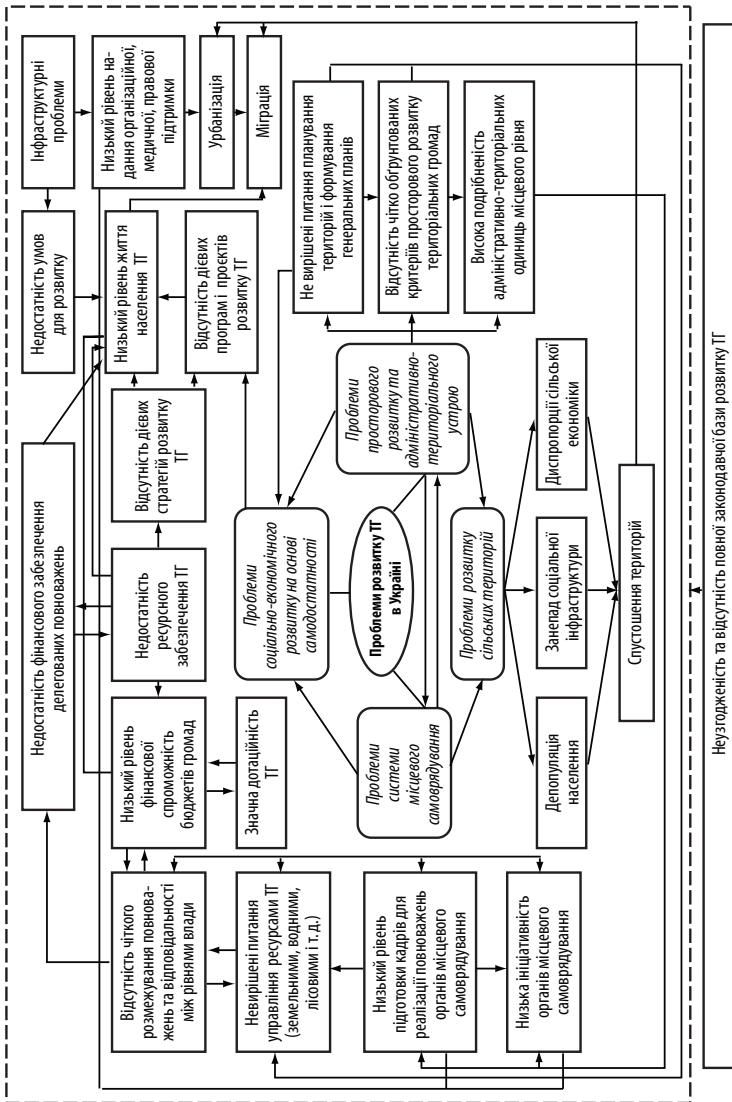 Відсутність чіткого
розмежування повнова-
жень та відповідальності
між рівнями влади
Низький рівень
фінансової
спроможність
бюджетів громад
Недостатність фінансового забезпечення
делегованих повноважень
Недостатність
ресурсного
забезпечення ТГ
Відсутність дієвих
стратегій розвитку
ТГ
Недостатність умов
для розвитку
Інфраструктурні
проблеми
Низький рівень життя
населення ТГ
Низький рівень на-
дання організаційної,
медичної, правової
підтримки
Урбанізація
Міграція
Невирішені питання
управління ресурсами ТГ
(земельними, водними,
лісовими і т. д.)
Значна дотаційність
ТГ
Проблеми
соціально-економічного
розвитку на основі
самодостатності
Відсутність дієвих
програм і проєктів
розвитку ТГ
Низький рівень
підготовки кадрів для
реалізації повноважень
органів місцевого
самоврядування
Проблеми
системи
місцевого
самоврядування
Проблеми розвитку ТГ
в Україні
Проблеми
просторового
розвитку та
адміністративно-
територіального
устрою
Не вирішені питання планування
територій і формування
генеральних планів
Відсутність чітко обґрунтованих
критеріїв просторового розвитку
територіальних громад
Висока подрібненість
адміністративно-територіальних
одиниць місцевого рівня
Низька ініціативність
органів місцевого
самоврядування
Проблеми розвитку
сільських територій
Депопуляція
населення
Занепад соціальної
інфраструктури
Диспропорції сільської
економіки
Спустошення територій
Неузгодженість та відсутність повної законодавчої бази розвитку ТГ